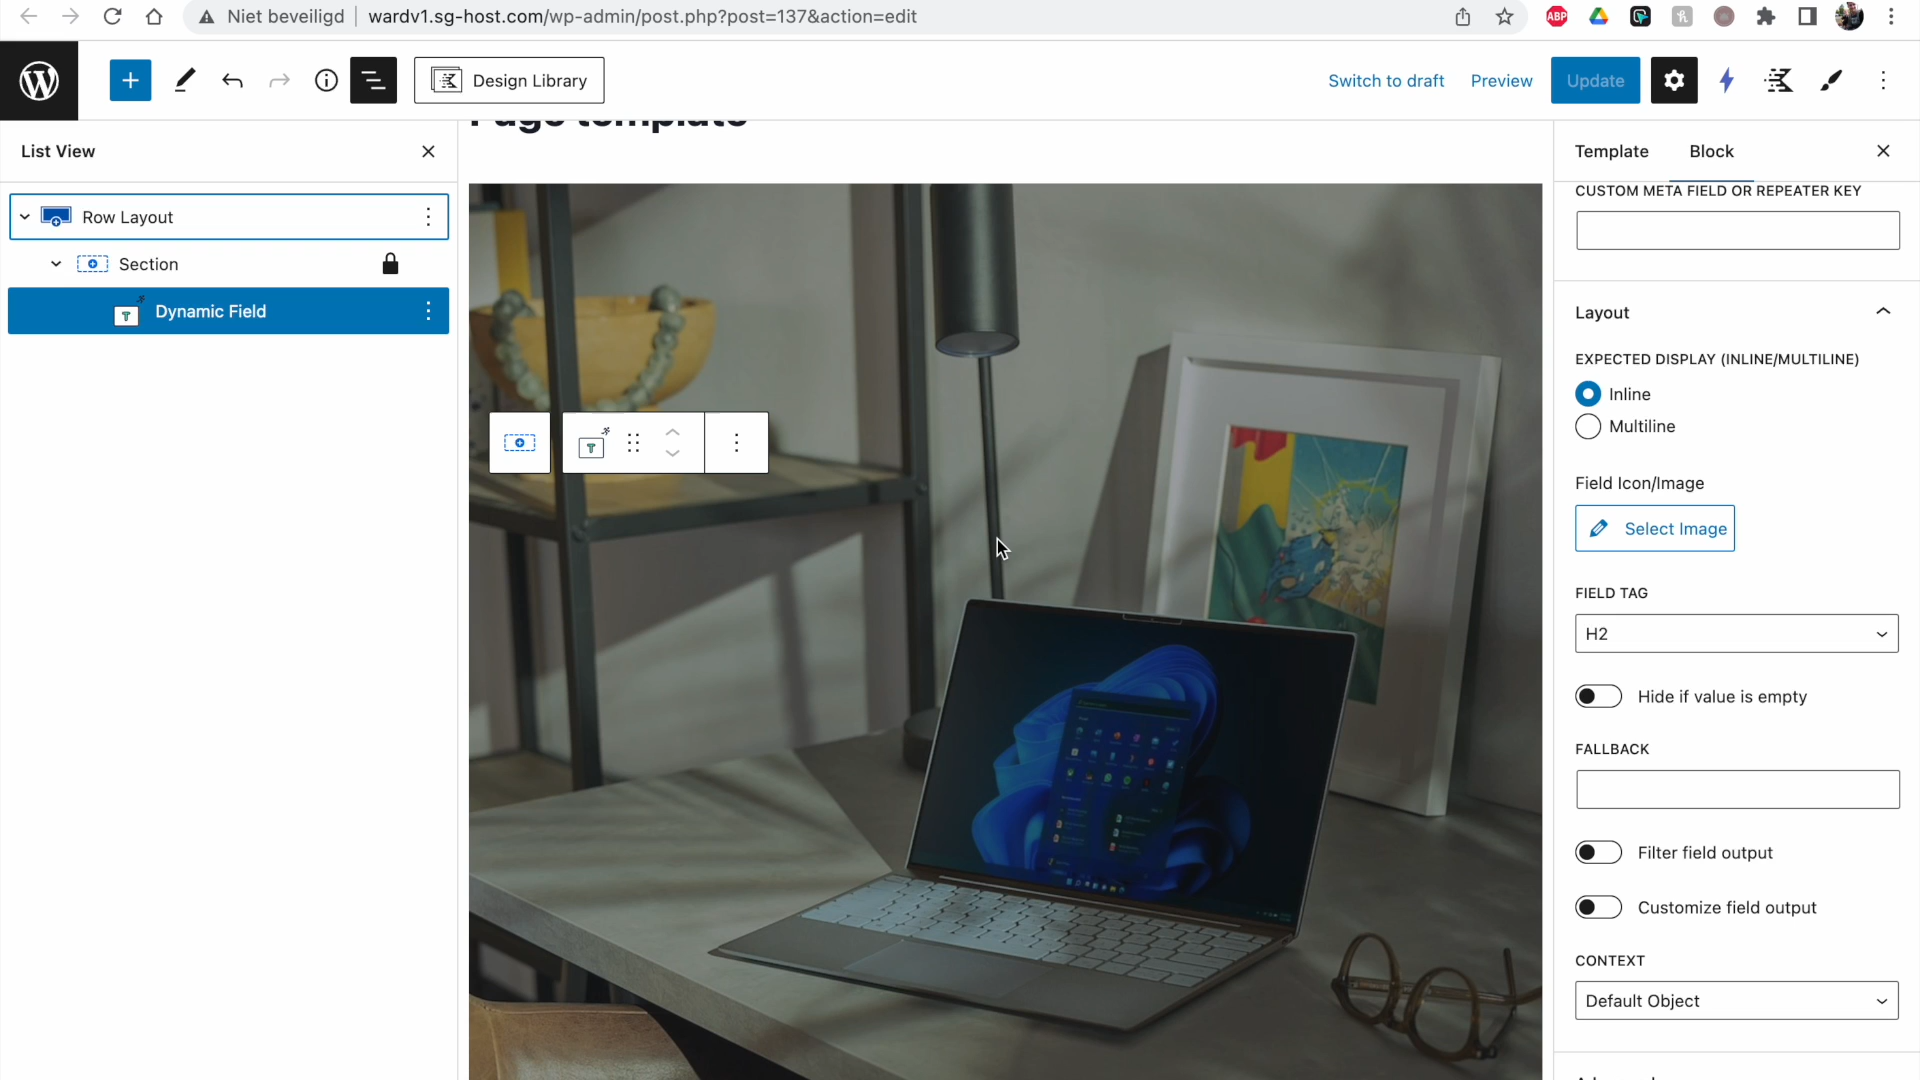 Niet beveiligd
wardv1.sg-host.com/wp-admin/post.php?post=137&action=edit
ABP
Design Library
Switch to draft
Preview
Update
List View
Page template
Template
Block
Row Layout
Section
Dynamic Field
CUSTOM META FIELD OR REPEATER KEY
Layout
EXPECTED DISPLAY (INLINE/MULTILINE)
Inline
Multiline
Field Icon/Image
Select Image
FIELD TAG
H2
Hide if value is empty
FALLBACK
Filter field output
Customize field output
CONTEXT
Default Object